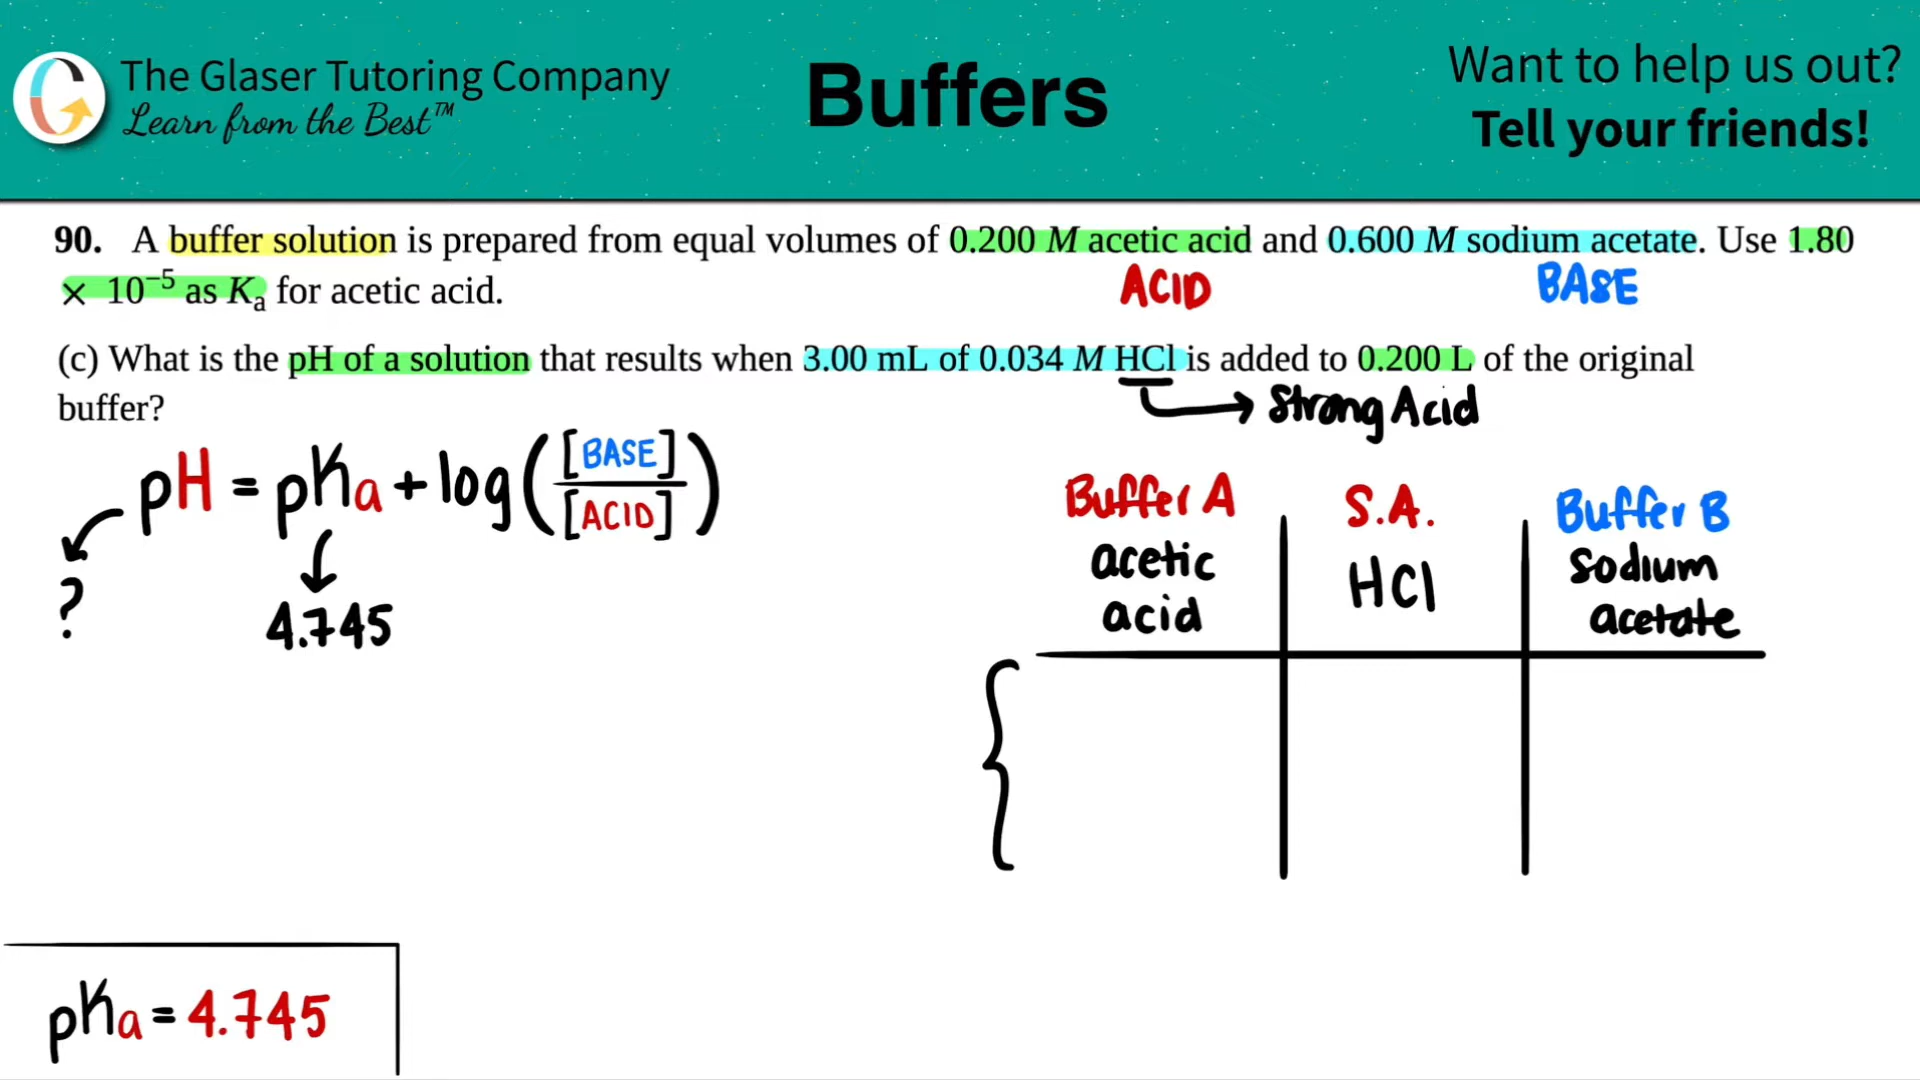 The Glaser Tutoring Company
Learn from the Best™
Buffers
Want to help us out?
Tell your friends!
90. A buffer solution is prepared from equal volumes of 0.200 M acetic acid and 0.600 M sodium acetate. Use 1.80
× 10⁻⁵ as Kₐ for acetic acid.
ACID
BASE
(c) What is the pH of a solution that results when 3.00 mL of 0.034 M HCl is added to 0.200 L of the original
buffer?
Strong Acid
pH = pKa + log([BASE]/[ACID])
?
4.745
Buffer A
S.A.
Buffer B
acetic
acid
HCl
sodium
acetate
pKa = 4.745